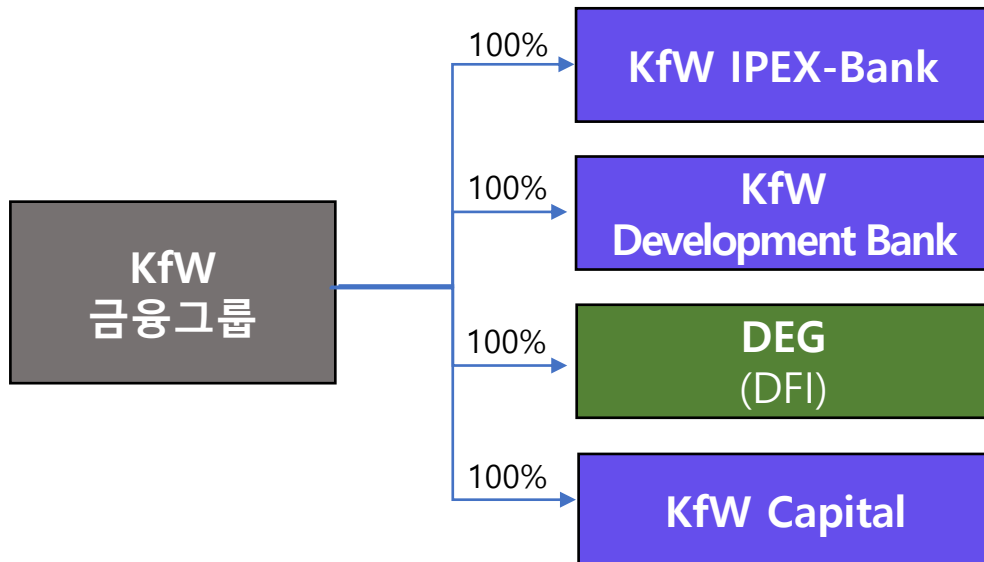 100%
KfW IPEX-Bank
100%
KfW
Development Bank
KfW
금융그룹
100%
DEG
(DFI)
100%
KfW Capital